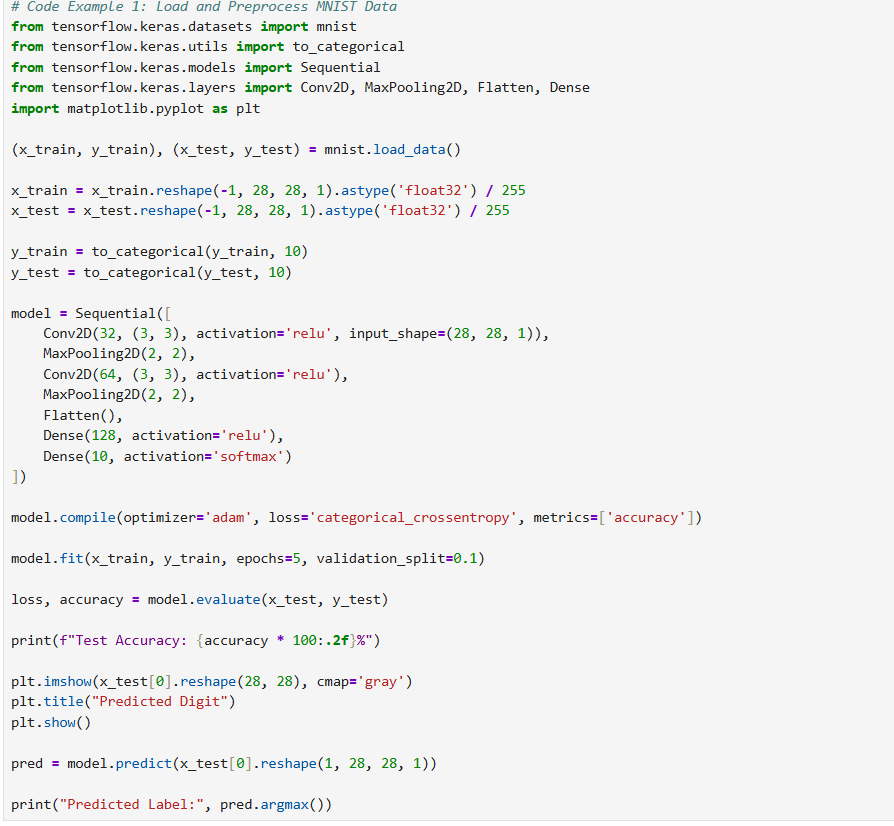 # Code Example 1: Load and Preprocess MNIST Data
from tensorflow.keras.datasets import mnist
from tensorflow.keras.utils import to_categorical
from tensorflow.keras.models import Sequential
from tensorflow.keras.layers import Conv2D, MaxPooling2D, Flatten, Dense
import matplotlib.pyplot as plt

(x_train, y_train), (x_test, y_test) = mnist.load_data()

x_train = x_train.reshape(-1, 28, 28, 1).astype('float32') / 255
x_test = x_test.reshape(-1, 28, 28, 1).astype('float32') / 255

y_train = to_categorical(y_train, 10)
y_test = to_categorical(y_test, 10)

model = Sequential([
    Conv2D(32, (3, 3), activation='relu', input_shape=(28, 28, 1)),
    MaxPooling2D(2, 2),
    Conv2D(64, (3, 3), activation='relu'),
    MaxPooling2D(2, 2),
    Flatten(),
    Dense(128, activation='relu'),
    Dense(10, activation='softmax')
])

model.compile(optimizer='adam', loss='categorical_crossentropy', metrics=['accuracy'])

model.fit(x_train, y_train, epochs=5, validation_split=0.1)

loss, accuracy = model.evaluate(x_test, y_test)

print(f"Test Accuracy: {accuracy * 100:.2f}%")

plt.imshow(x_test[0].reshape(28, 28), cmap='gray')
plt.title("Predicted Digit")
plt.show()

pred = model.predict(x_test[0].reshape(1, 28, 28, 1))

print("Predicted Label:", pred.argmax())